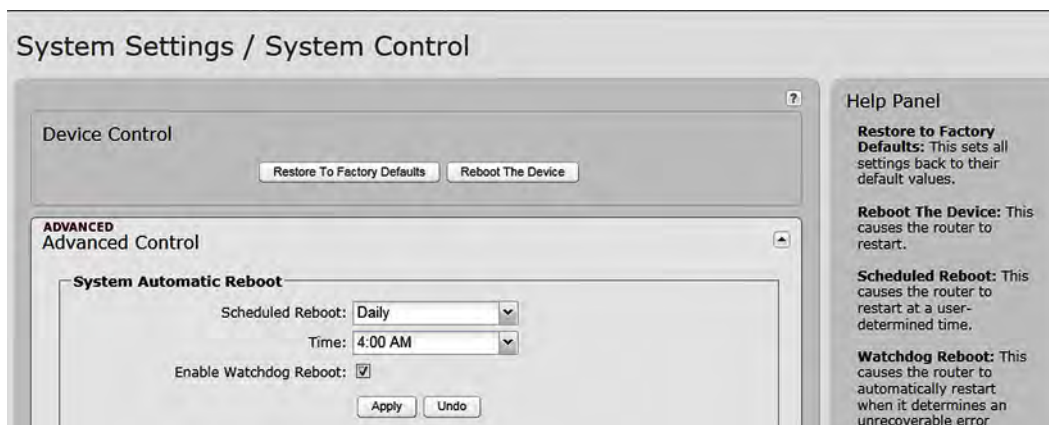 System Settings / System Control
?
Device Control
Restore To Factory Defaults
Reboot The Device
ADVANCED
Advanced Control
System Automatic Reboot
Scheduled Reboot: Daily
Time: 4:00 AM
Enable Watchdog Reboot:
Apply
Undo
Help Panel
Restore to Factory
Defaults: This sets all
settings back to their
default values.
Reboot The Device: This
causes the router to
restart.
Scheduled Reboot: This
causes the router to
restart at a user-
determined time.
Watchdog Reboot: This
causes the router to
automatically restart
when it determines an
unrecoverable error